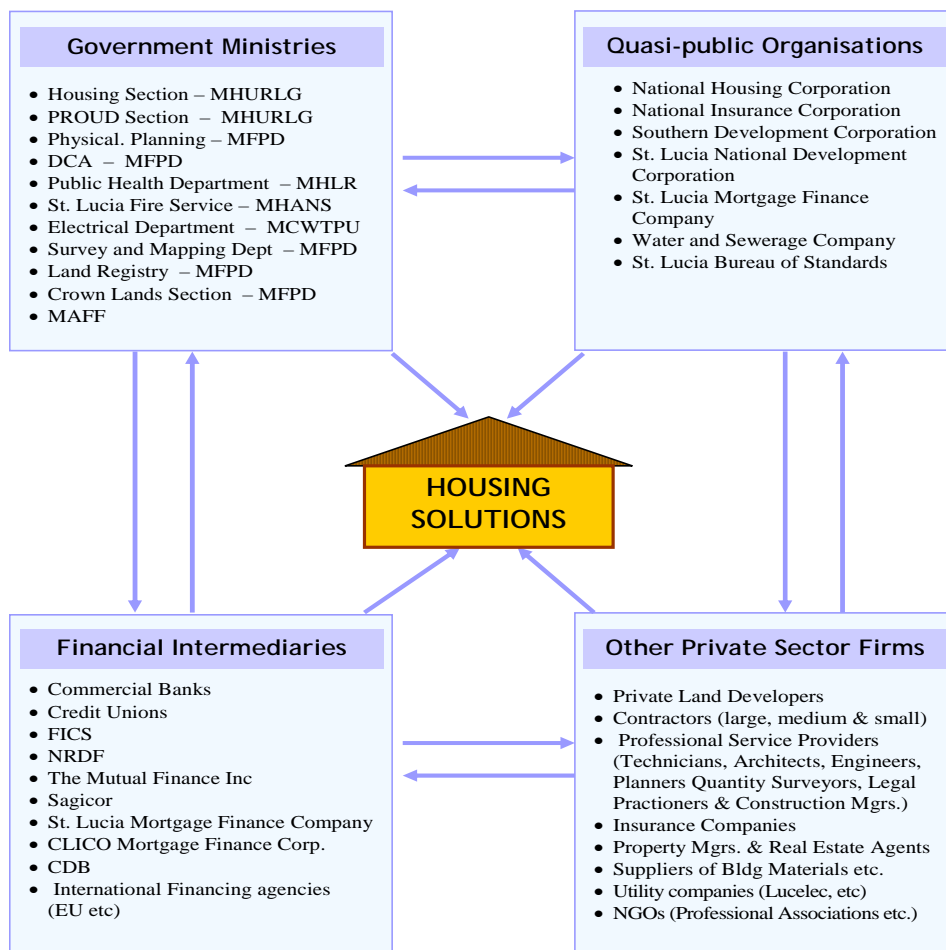 Government Ministries
• Housing Section – MHURLG
• PROUD Section – MHURLG
• Physical. Planning – MFPD
• DCA – MFPD
• Public Health Department – MHLR
• St. Lucia Fire Service – MHANS
• Electrical Department – MCWTPU
• Survey and Mapping Dept – MFPD
• Land Registry – MFPD
• Crown Lands Section – MFPD
• MAFF
Quasi-public Organisations
• National Housing Corporation
• National Insurance Corporation
• Southern Development Corporation
• St. Lucia National Development
Corporation
• St. Lucia Mortgage Finance
Company
• Water and Sewerage Company
• St. Lucia Bureau of Standards
HOUSING
SOLUTIONS
Financial Intermediaries
• Commercial Banks
• Credit Unions
• FICS
• NRDF
• The Mutual Finance Inc
• Sagicor
• St. Lucia Mortgage Finance Company
• CLICO Mortgage Finance Corp.
• CDB
• International Financing agencies
(EU etc)
Other Private Sector Firms
• Private Land Developers
• Contractors (large, medium & small)
• Professional Service Providers
(Technicians, Architects, Engineers,
Planners Quantity Surveyors, Legal
Practioners & Construction Mgrs.)
• Insurance Companies
• Property Mgrs. & Real Estate Agents
• Suppliers of Bldg Materials etc.
• Utility companies (Lucelec, etc)
• NGOs (Professional Associations etc.)